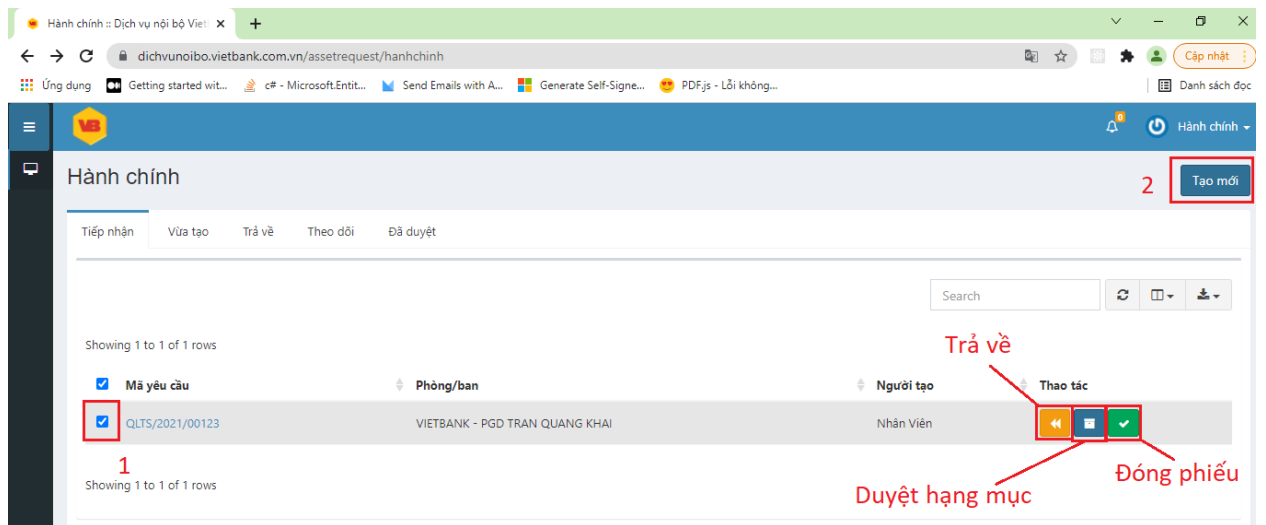 Hành chính :: Dịch vụ nội bộ Viet
dichvunoibo.vietbank.com.vn/assetrequest/hanhchinh
Cập nhật
Ứng dụng Getting started wit... c# - Microsoft.Entit... Send Emails with A... Generate Self-Signe... PDF.js - Lỗi không... Danh sách đọc
VB 0 Hành chính
Hành chính
2 Tạo mới
Tiếp nhận Vừa tạo Trả về Theo dõi Đã duyệt
Search
Showing 1 to 1 of 1 rows
Trả về
Mã yêu cầu Phòng/ban Người tạo Thao tác
QLTS/2021/00123 VIETBANK - PGD TRAN QUANG KHAI Nhân Viên
1
Showing 1 to 1 of 1 rows
Đóng phiếu
Duyệt hạng mục